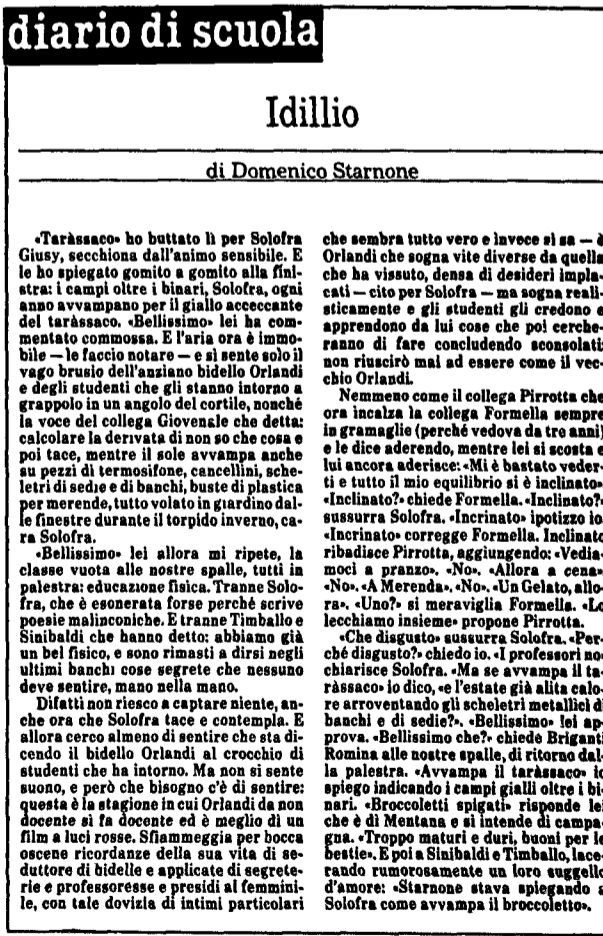 diario di scuola
Idillio
di Domenico Starnone
«Taràssaco» ho buttato lì per Solofra
Giusy, secchiona dall'animo sensibile. E
le ho spiegato gomito a gomito alla fini-
stra: i campi oltre i binari, Solofra, ogni
anno avvampano per il giallo acceccante
del taràssaco. «Bellissimo» lei ha com-
mentato commossa. E l'aria ora è immo-
bile — le faccio notare — e si sente solo il
vago brusio dell'anziano bidello Orlandi
e degli studenti che gli stanno intorno a
grappolo in un angolo del cortile, nonché
la voce del collega Giovenale che detta:
calcolare la derivata di non so che cosa e
poi tace, mentre il sole avvampa anche
su pezzi di termosifone, cancellini, sche-
letri di sedie e di banchi, buste di plastica
per merende, tutto volato in giardino dal-
le finestre durante il torpido inverno, ca-
ra Solofra.
«Bellissimo» lei allora mi ripete, la
classe vuota alle nostre spalle, tutti in
palestra: educazione fisica. Tranne Solo-
fra, che è esonerata forse perché scrive
poesie malinconiche. E tranne Timballo e
Sinibaldi che hanno detto: abbiamo già
un bel fisico, e sono rimasti a dirsi negli
ultimi banchi cose segrete che nessuno
deve sentire, mano nella mano.
Difatti non riesco a captare niente, an-
che ora che Solofra tace e contempla. E
allora cerco almeno di sentire che sta di-
cendo il bidello Orlandi al crocchio di
studenti che ha intorno. Ma non si sente
suono, e però che bisogno c'è di sentire:
questa è la stagione in cui Orlandi da non
docente si fa docente ed è meglio di un
film a luci rosse. Sfiammeggia per bocca
oscene ricordanze della sua vita di se-
duttore di bidelle e applicate di segrete-
rie e professoresse e presidi al femmini-
le, con tale dovizia di intimi particolari
che sembra tutto vero e invece si sa — è
Orlandi che sogna vite diverse da quella
che ha vissuto, densa di desideri impla-
cati — cito per Solofra — ma sogna reali-
sticamente e gli studenti gli credono e
apprendono da lui cose che poi cerche-
ranno di fare concludendo sconsolati:
non riuscirò mai ad essere come il vec-
chio Orlandi.
Nemmeno come il collega Pirrotta che
ora incalza la collega Formella sempre
in gramaglie (perché vedova da tre anni)
e le dice aderendo, mentre lei si scosta e
lui ancora aderisce: «Mi è bastato veder-
ti e tutto il mio equilibrio si è inclinato»
«Inclinato?» chiede Formella. «Inclinato?»
sussurra Solofra. «Incrinato» ipotizzo io.
«Incrinato» corregge Formella. Inclinato
ribadisce Pirrotta, aggiungendo: «Vedia-
moci a pranzo». «No». «Allora a cena»
«No». «A Merenda». «No». «Un Gelato, allo-
ra». «Uno?» si meraviglia Formella. «Lo
lecchiamo insieme» propone Pirrotta.
«Che disgusto» sussurra Solofra. «Per-
ché disgusto?» chiedo io. «I professori no»
chiarisce Solofra. «Ma se avvampa il ta-
ràssaco» io dico, «e l'estate già alita calo-
re arroventando gli scheletri metallici di
banchi e di sedie?». «Bellissimo» lei ap-
prova. «Bellissimo che?» chiede Briganti
Romina alle nostre spalle, di ritorno dal-
la palestra. «Avvampa il taràssaco» io
spiego indicando i campi gialli oltre i bi-
nari. «Broccoletti spigati» risponde lei
che è di Mentana e si intende di campa-
gna. «Troppo maturi e duri, buoni per le
bestie». E poi a Sinibaldi e Timballo, lace-
rando rumorosamente un loro suggello
d'amore: «Starnone stava spiegando a
Solofra come avvampa il broccoletto».